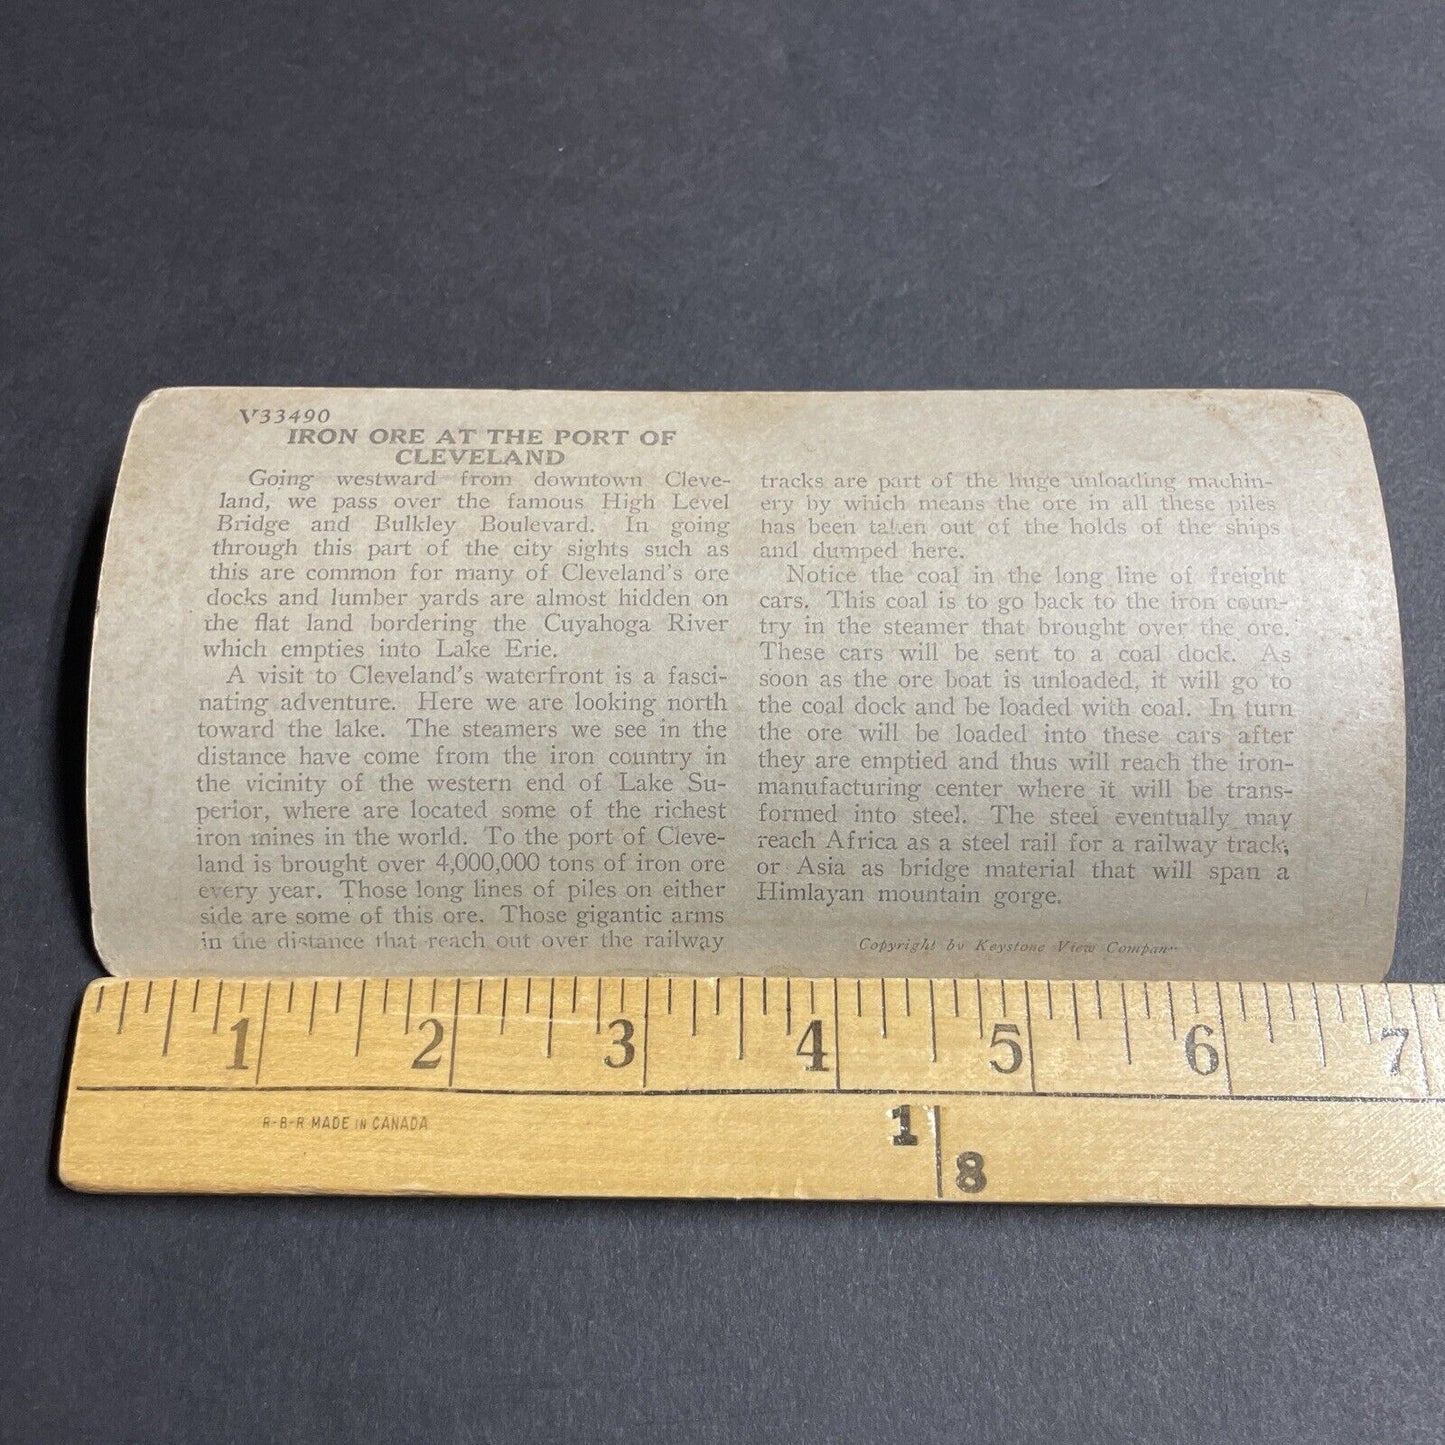 V33490
IRON ORE AT THE PORT OF
CLEVELAND
Going westward from downtown Cleve-
land, we pass over the famous High Level
Bridge and Bulkley Boulevard. In going
through this part of the city sights such as
this are common for many of Cleveland's ore
docks and lumber yards are almost hidden on
the flat land bordering the Cuyahoga River
which empties into Lake Erie.
A visit to Cleveland's waterfront is a fasci-
nating adventure. Here we are looking north
toward the lake. The steamers we see in the
distance have come from the iron country in
the vicinity of the western end of Lake Su-
perior, where are located some of the richest
iron mines in the world. To the port of Cleve-
land is brought over 4,000,000 tons of iron ore
every year. Those long lines of piles on either
side are some of this ore. Those gigantic arms
in the distance that reach out over the railway
tracks are part of the huge unloading machin-
ery by which means the ore in all these piles
has been taken out of the holds of the ships
and dumped here.
Notice the coal in the long line of freight
cars. This coal is to go back to the iron coun-
try in the steamer that brought over the ore.
These cars will be sent to a coal dock. As
soon as the ore boat is unloaded, it will go to
the coal dock and be loaded with coal. In turn
the ore will be loaded into these cars after
they are emptied and thus will reach the iron-
manufacturing center where it will be trans-
formed into steel. The steel eventually may
reach Africa as a steel rail for a railway track,
or Asia as bridge material that will span a
Himlayan mountain gorge.
Copyright by Keystone View Compan
1 2 3 4 5 6 7
R-B-R MADE IN CANADA
1
8